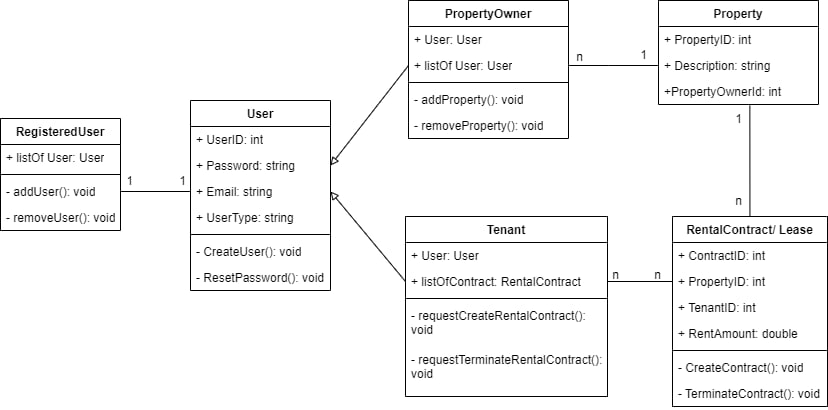 PropertyOwner
+ User: User
+ listOf User: User
- addProperty(): void
- removeProperty(): void
n
1
Property
+ PropertyID: int
+ Description: string
+PropertyOwnerId: int
1
n
RegisteredUser
+ listOf User: User
- addUser(): void
- removeUser(): void
1
1
User
+ UserID: int
+ Password: string
+ Email: string
+ UserType: string
- CreateUser(): void
- ResetPassword(): void
Tenant
+ User: User
+ listOfContract: RentalContract
- requestCreateRentalContract():
void
- requestTerminateRentalContract():
void
n
n
RentalContract/ Lease
+ ContractID: int
+ PropertyID: int
+ TenantID: int
+ RentAmount: double
- CreateContract(): void
- TerminateContract(): void